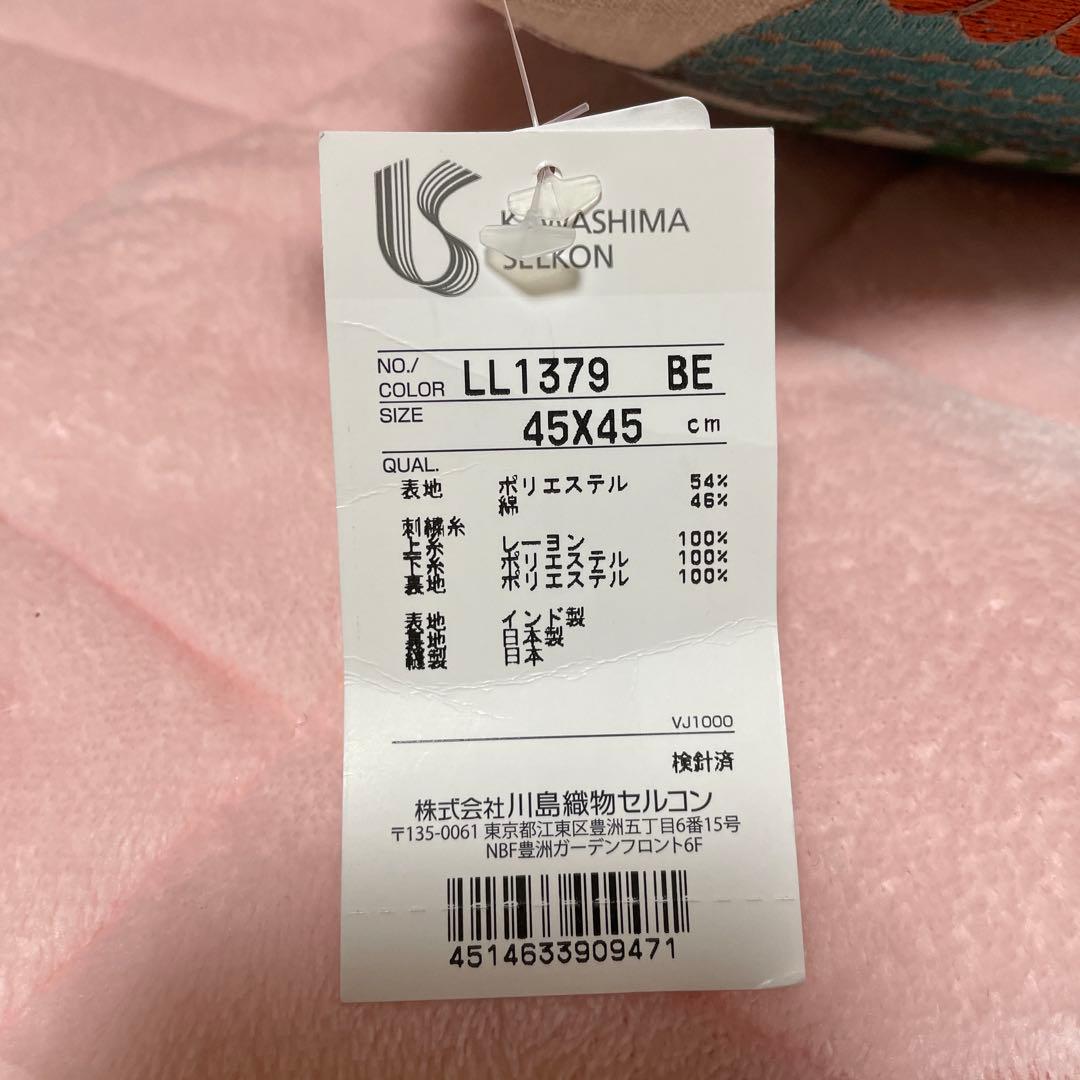 KAWASHIMA
SELKON
NO./
COLOR LL1379 BE
SIZE 45X45 cm
QUAL.
表地 ポリエステル 54%
綿 46%
刺繍糸
上糸 レーヨン 100%
下糸 ポリエステル 100%
裏地 ポリエステル 100%
表地 インド製
裏地 日本製
縫製 日本
VJ1000
検針済
株式会社川島織物セルコン
〒135-0061 東京都江東区豊洲五丁目6番15号
NBF豊洲ガーデンフロント6F
4514633909471